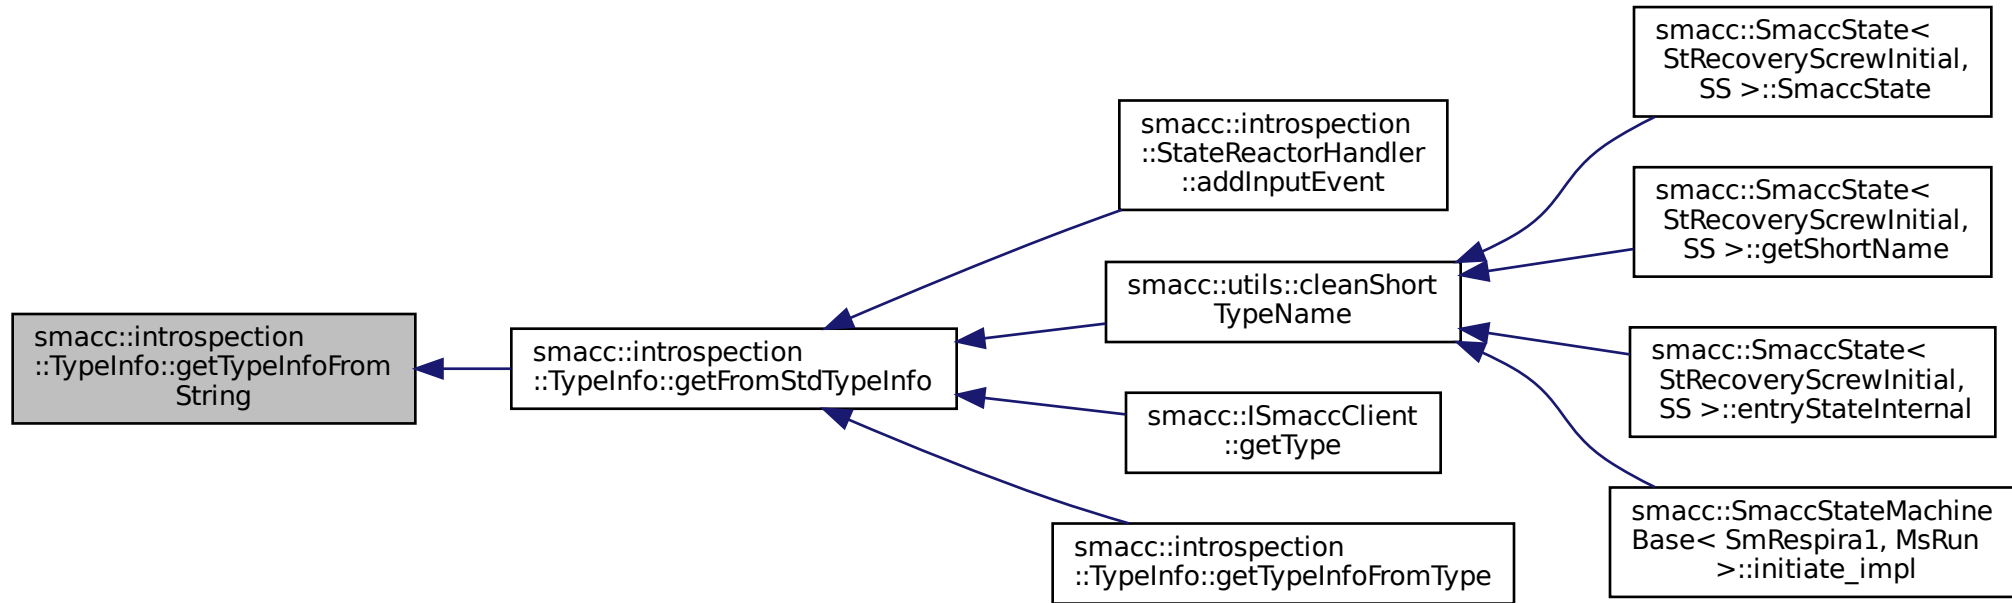 smacc::introspection
::TypeInfo::getTypeInfoFrom
String
smacc::introspection
::TypeInfo::getFromStdTypeInfo
smacc::introspection
::StateReactorHandler
::addInputEvent
smacc::utils::cleanShort
TypeName
smacc::ISmaccClient
::getType
smacc::introspection
::TypeInfo::getTypeInfoFromType
smacc::SmaccState<
StRecoveryScrewInitial,
SS >::SmaccState
smacc::SmaccState<
StRecoveryScrewInitial,
SS >::getShortName
smacc::SmaccState<
StRecoveryScrewInitial,
SS >::entryStateInternal
smacc::SmaccStateMachine
Base< SmRespira1, MsRun
>::initiate_impl